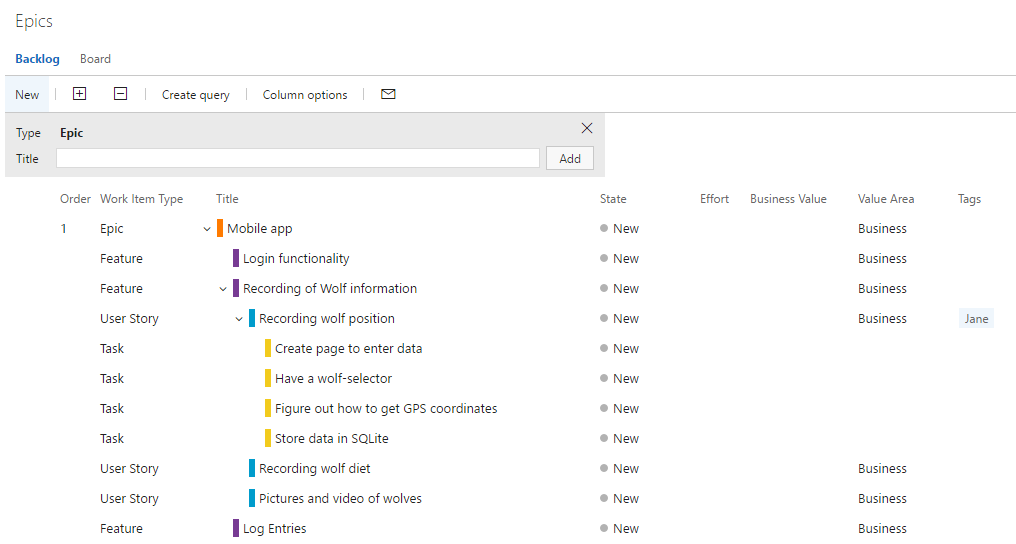 Epics
Backlog Board
New Create query Column options
Type Epic
Title Add
Order Work Item Type Title State Effort Business Value Value Area Tags
1 Epic Mobile app New Business
Feature Login functionality New Business
Feature Recording of Wolf information New Business
User Story Recording wolf position New Business Jane
Task Create page to enter data New
Task Have a wolf-selector New
Task Figure out how to get GPS coordinates New
Task Store data in SQLite New
User Story Recording wolf diet New Business
User Story Pictures and video of wolves New Business
Feature Log Entries New Business